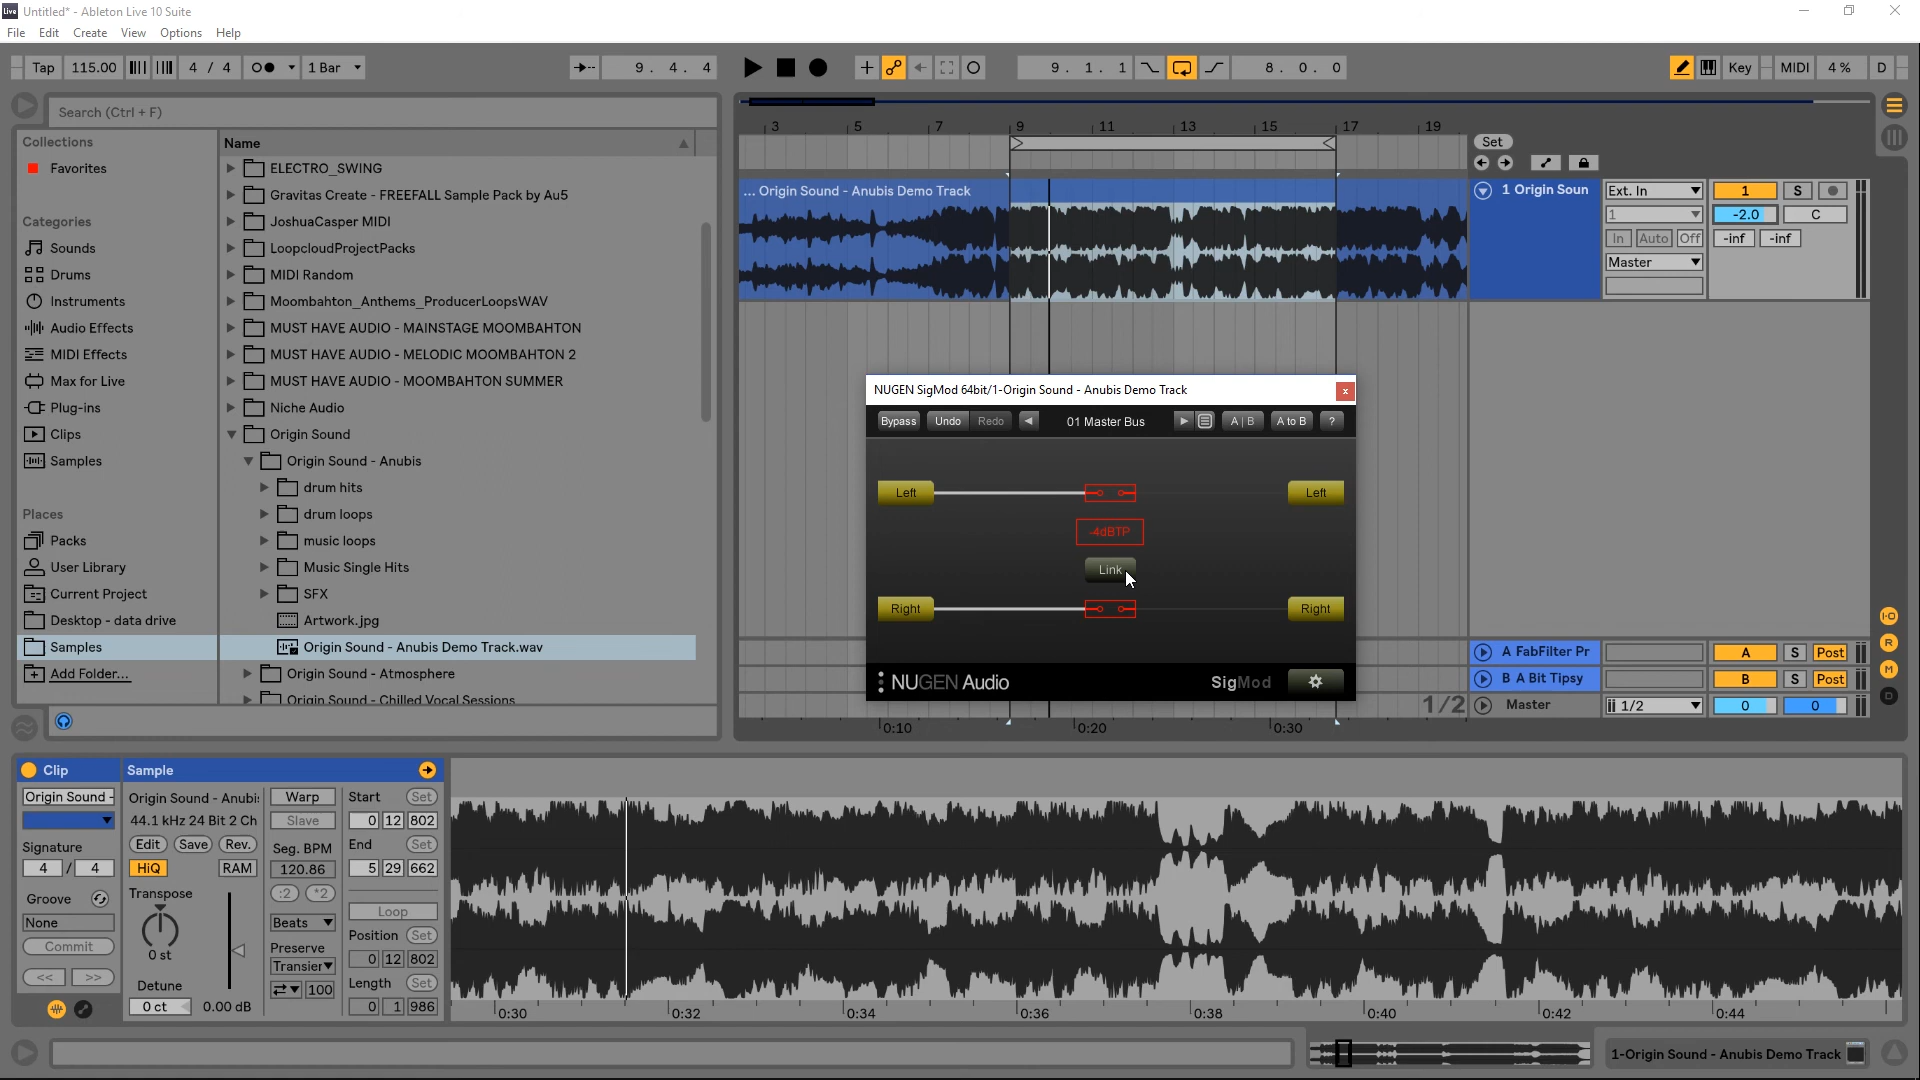 Live Untitled* - Ableton Live 10 Suite
File Edit Create View Options Help
Tap 115.00 4 / 4 1 Bar 9. 4. 4 9. 1. 1 8. 0. 0 Key MIDI 4% D
Search (Ctrl + F)
Collections
Favorites
Categories
Sounds
Drums
Instruments
Audio Effects
MIDI Effects
Max for Live
Plug-ins
Clips
Samples
Places
Packs
User Library
Current Project
Desktop - data drive
Samples
Add Folder...
Name
ELECTRO_SWING
Gravitas Create - FREEFALL Sample Pack by Au5
JoshuaCasper MIDI
LoopcloudProjectPacks
MIDI Random
Moombahton_Anthems_ProducerLoopsWAV
MUST HAVE AUDIO - MAINSTAGE MOOMBAHTON
MUST HAVE AUDIO - MELODIC MOOMBAHTON 2
MUST HAVE AUDIO - MOOMBAHTON SUMMER
Niche Audio
Origin Sound
Origin Sound - Anubis
drum hits
drum loops
music loops
Music Single Hits
SFX
Artwork.jpg
Origin Sound - Anubis Demo Track.wav
Origin Sound - Atmosphere
Origin Sound - Chilled Vocal Sessions
3 5 7 9 11 13 15 17 19
Set
... Origin Sound - Anubis Demo Track
1 Origin Soun Ext. In 1 S
1 -2.0 C
In Auto Off -inf -inf
Master
NUGEN SigMod 64bit/1-Origin Sound - Anubis Demo Track x
Bypass Undo Redo 01 Master Bus A | B A to B ?
Left Left
-4dBTP
Link
Right Right
NUGEN Audio SigMod
I·O
R
M
D
A FabFilter Pr A S Post
B A Bit Tipsy B S Post
1/2 Master 1/2 0 0
0:10 0:20 0:30
Clip
Origin Sound -
Signature
4 / 4
Groove
None
Commit
<< >>
Sample
Origin Sound - Anubi:
44.1 kHz 24 Bit 2 Ch
Edit Save Rev.
HiQ RAM
Transpose
0 st
Detune
0 ct 0.00 dB
Warp
Slave
Seg. BPM
120.86
:2 *2
Beats
Preserve
Transier
100
Start Set
0 12 802
End Set
5 29 662
Loop
Position Set
0 12 802
Length Set
0 1 986
0:30 0:32 0:34 0:36 0:38 0:40 0:42 0:44
1-Origin Sound - Anubis Demo Track